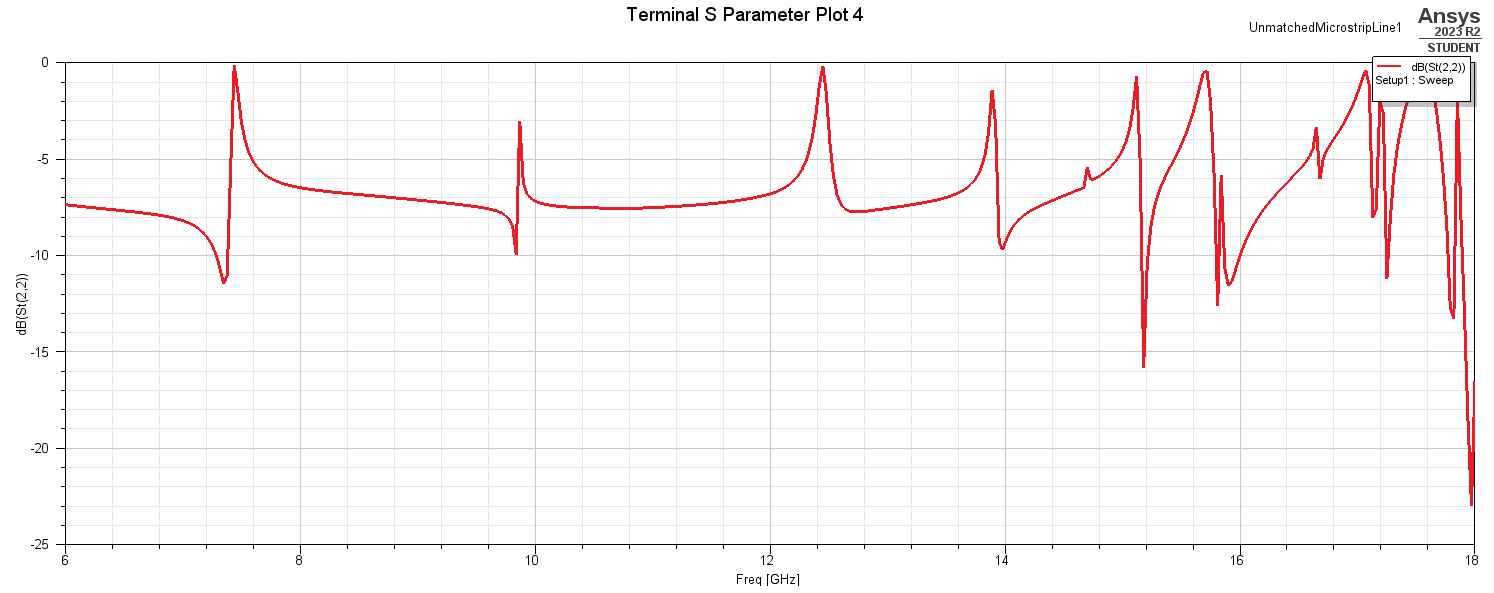 Terminal S Parameter Plot 4
UnmatchedMicrostripLine1
Ansys
2023 R2
STUDENT
dB(St(2,2))
Setup1 : Sweep
0
-5
-10
-15
-20
-25
dB(St(2,2))
6
8
10
12
14
16
18
Freq [GHz]